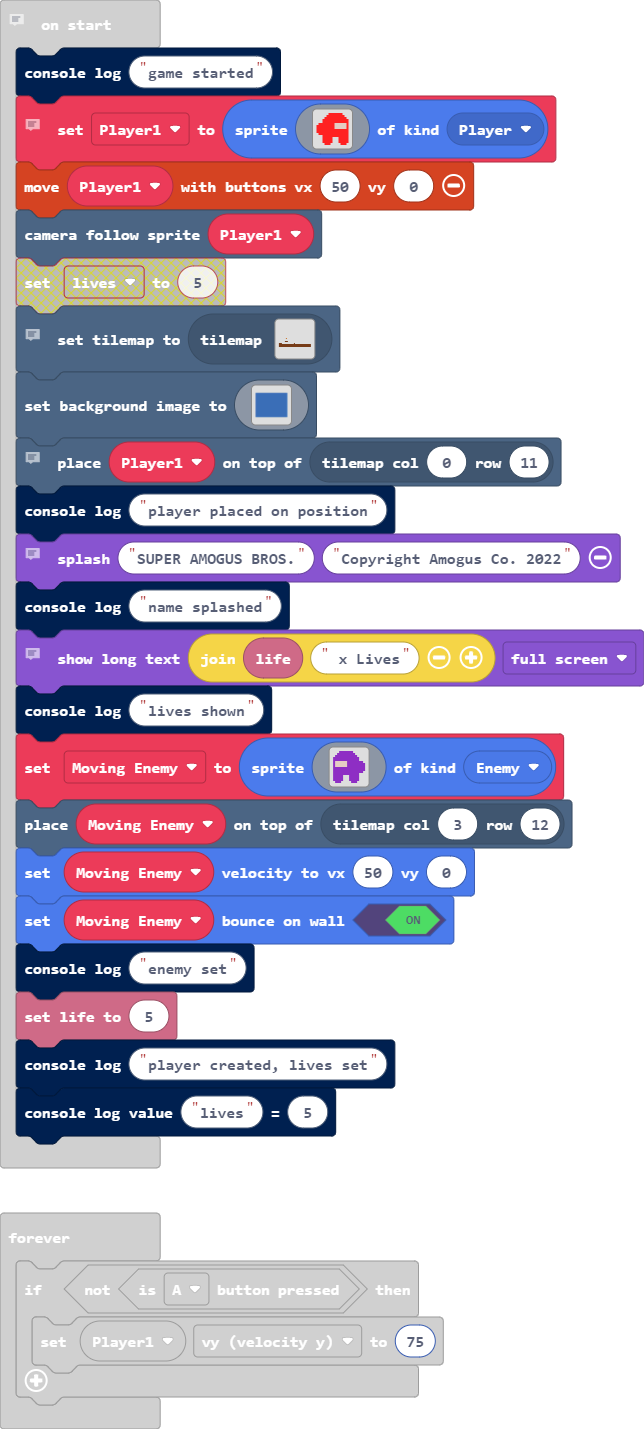 on start
console log "game started"
set Player1 to sprite of kind Player
move Player1 with buttons vx 50 vy 0
camera follow sprite Player1
set lives to 5
set tilemap to tilemap
set background image to
place Player1 on top of tilemap col 0 row 11
console log "player placed on position"
splash "SUPER AMOGUS BROS." "Copyright Amogus Co. 2022"
console log "name splashed"
show long text join life " x Lives" full screen
console log "lives shown"
set Moving Enemy to sprite of kind Enemy
place Moving Enemy on top of tilemap col 3 row 12
set Moving Enemy velocity to vx 50 vy 0
set Moving Enemy bounce on wall ON
console log "enemy set"
set life to 5
console log "player created, lives set"
console log value "lives" = 5
forever
if not is A button pressed then
set Player1 vy (velocity y) to 75